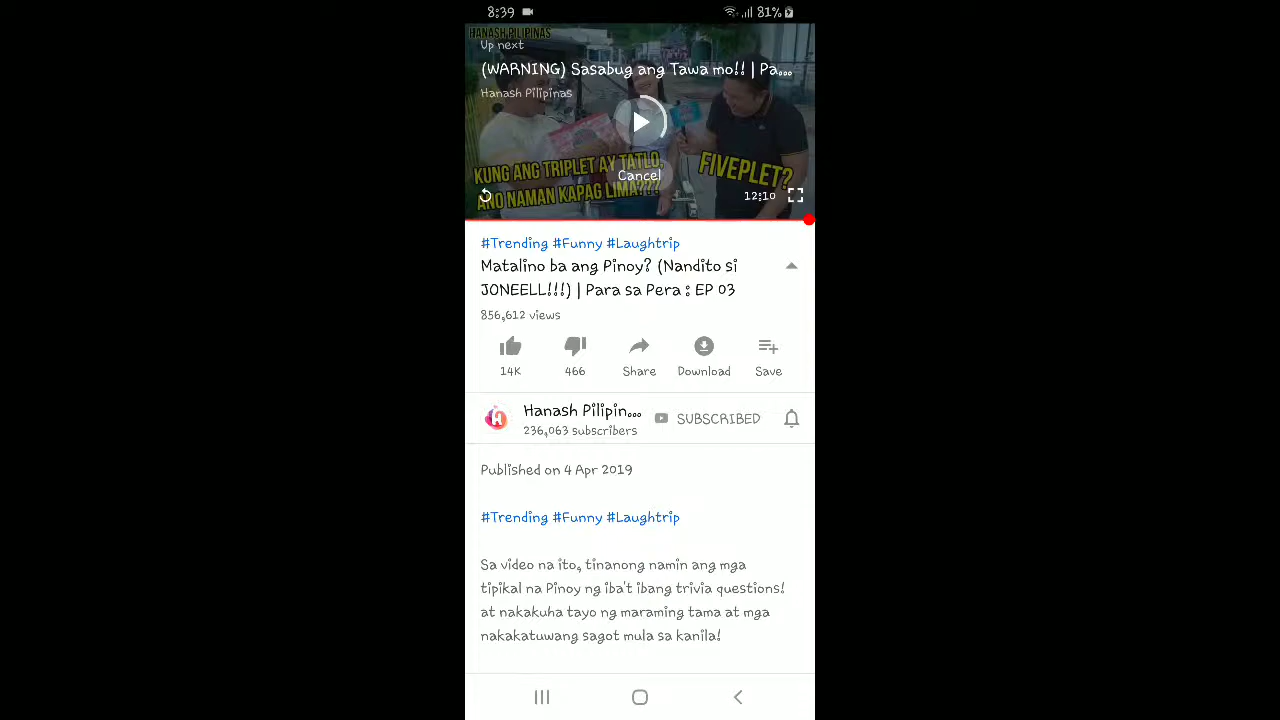 8:39
81%
HANASH PILIPINAS
Up next
(WARNING) Sasabug ang Tawa mo!! | Pa...
Hanash Pilipinas
KUNG ANG TRIPLET AY TATLO,
ANO NAMAN KAPAG LIMA???
FIVEPLET?
Cancel
12:10
#Trending #Funny #Laughtrip
Matalino ba ang Pinoy? (Nandito si
JONEELL!!!) | Para sa Pera : EP 03
856,612 views
14K
466
Share
Download
Save
Hanash Pilipin...
236,063 subscribers
SUBSCRIBED
Published on 4 Apr 2019
#Trending #Funny #Laughtrip
Sa video na ito, tinanong namin ang mga
tipikal na Pinoy ng iba't ibang trivia questions!
at nakakuha tayo ng maraming tama at mga
nakakatuwang sagot mula sa kanila!